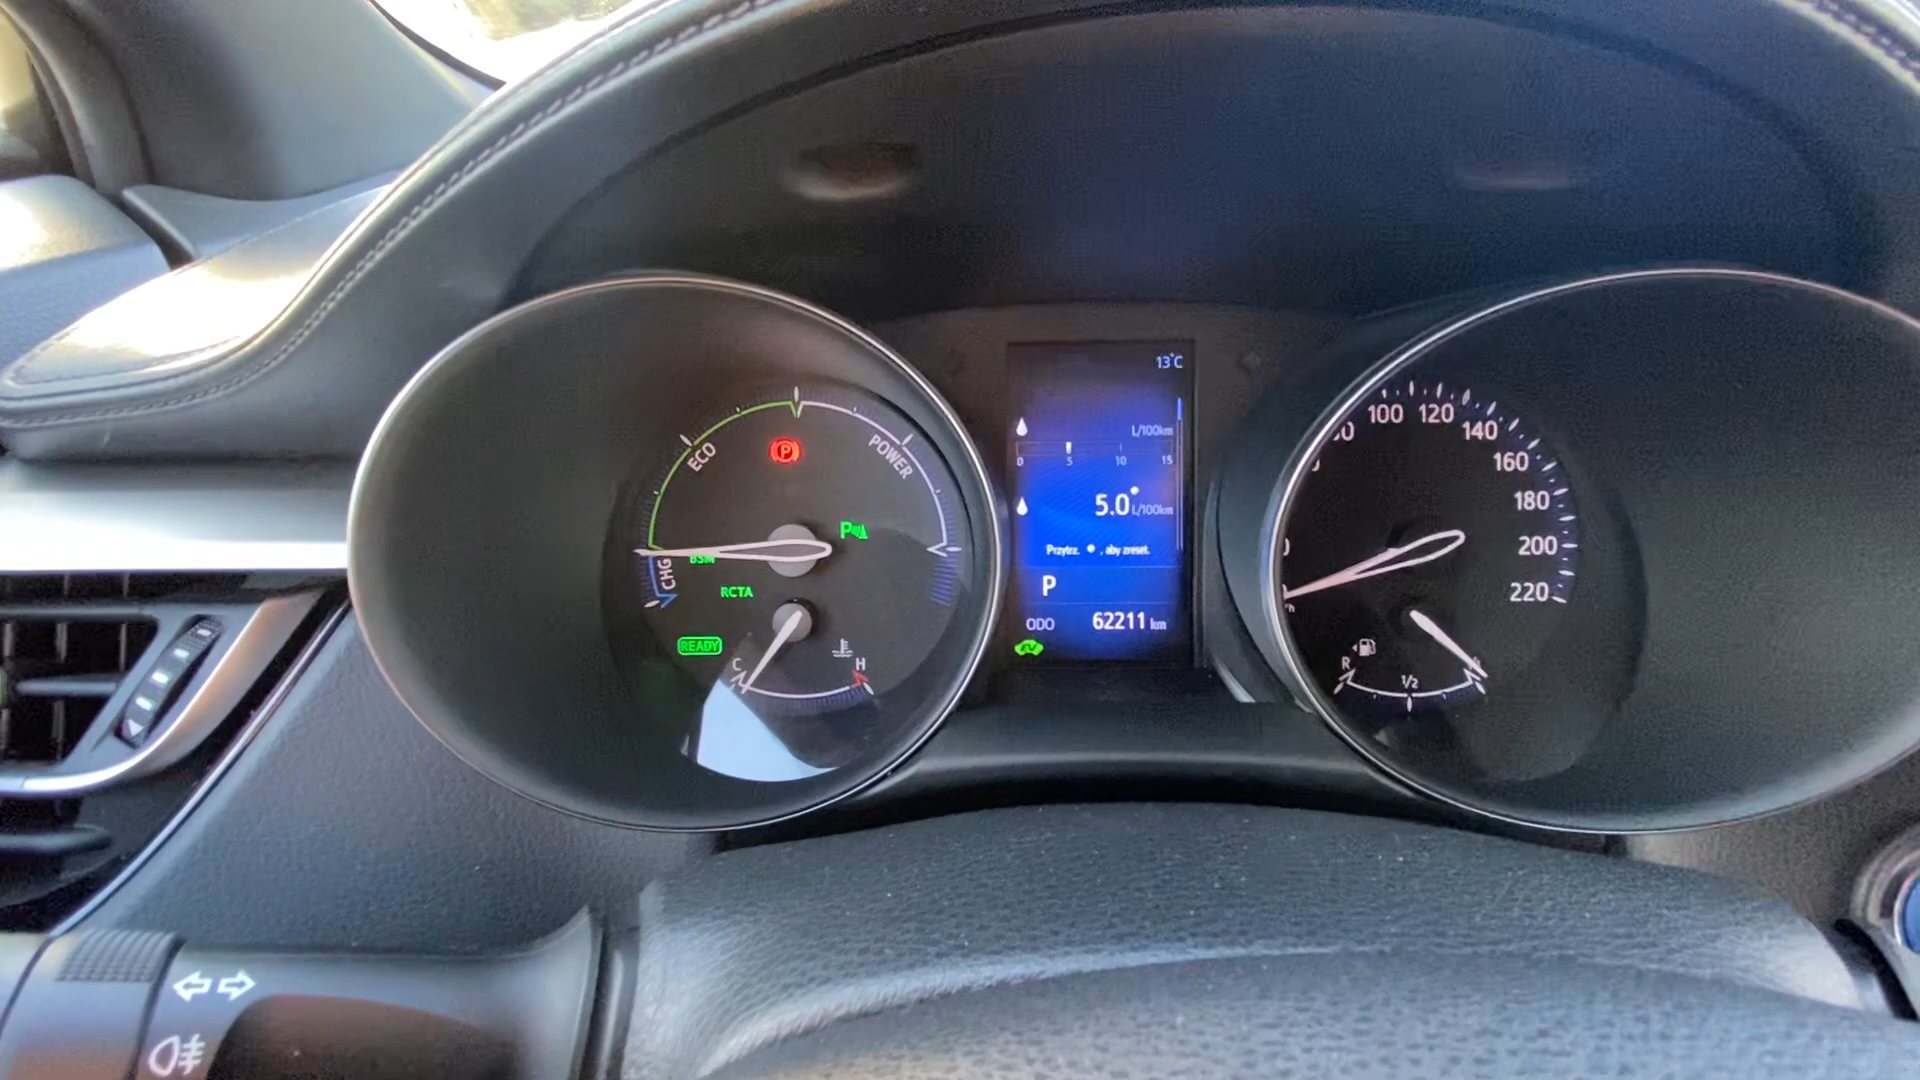 ECO
POWER
CHG
P
P
BSM
RCTA
READY
C
H
13°C
L/100km
0 5 10 15
5.0 L/100km
Przytrz. , aby zreset.
P
ODO 62211 km
EV
100
120
140
160
180
200
220
R
1/2